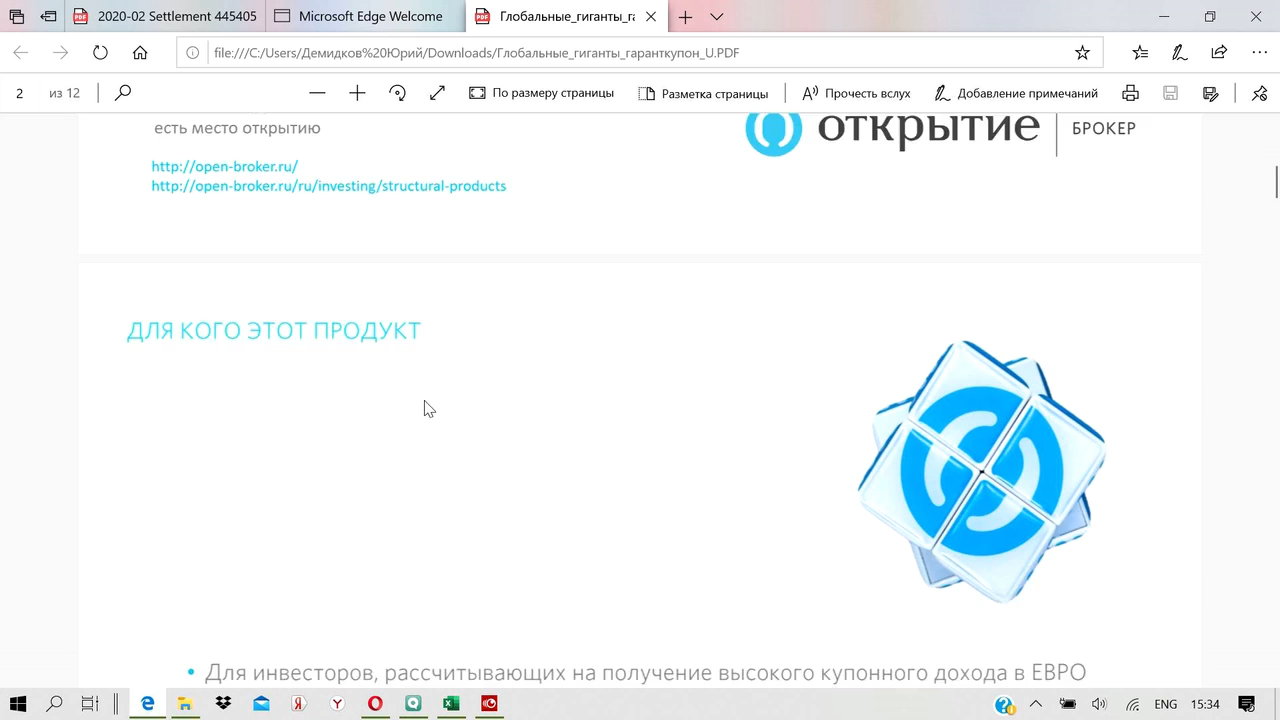 2020-02 Settlement 445405
Microsoft Edge Welcome
Глобальные_гиганты_га
file:///C:/Users/Демидков%20Юрий/Downloads/Глобальные_гиганты_гаранткупон_U.PDF
2 из 12
По размеру страницы
Разметка страницы
Прочесть вслух
Добавление примечаний
есть место открытию
открытие БРОКЕР
http://open-broker.ru/
http://open-broker.ru/ru/investing/structural-products
ДЛЯ КОГО ЭТОТ ПРОДУКТ
• Для инвесторов, рассчитывающих на получение высокого купонного дохода в ЕВРО
ENG 15:34